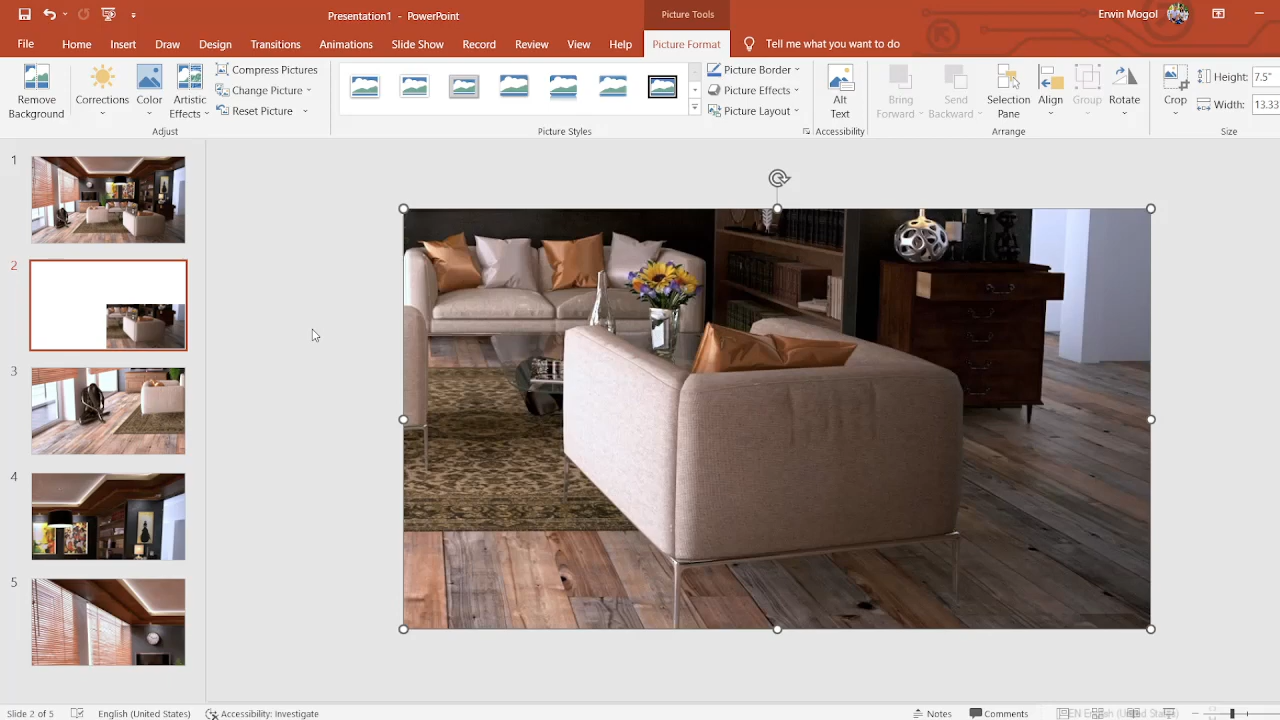 Presentation1 - PowerPoint
Picture Tools
Erwin Mogol
File Home Insert Draw Design Transitions Animations Slide Show Record Review View Help Picture Format Tell me what you want to do
Remove Background
Corrections
Color
Artistic Effects
Compress Pictures
Change Picture
Reset Picture
Adjust
Picture Styles
Picture Border
Picture Effects
Picture Layout
Alt Text
Accessibility
Bring Forward
Send Backward
Selection Pane
Align
Group
Rotate
Arrange
Crop
Height: 7.5"
Width: 13.33
Size
1
2
3
4
5
Slide 2 of 5
English (United States)
Accessibility: Investigate
Notes
Comments